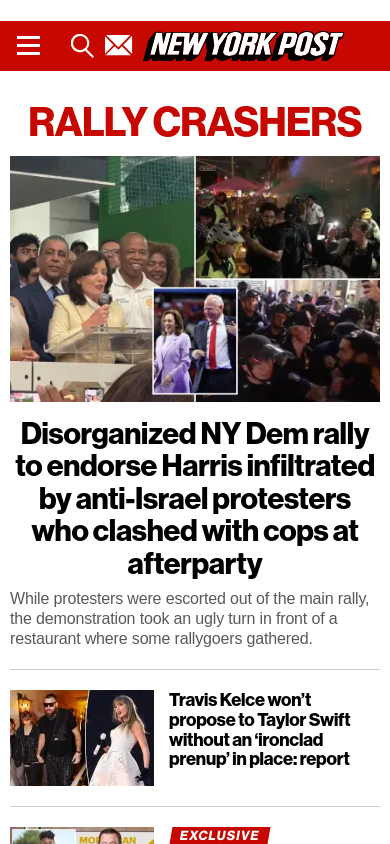 NEW YORK POST
RALLY CRASHERS
Disorganized NY Dem rally
to endorse Harris infiltrated
by anti-Israel protesters
who clashed with cops at
afterparty
While protesters were escorted out of the main rally,
the demonstration took an ugly turn in front of a
restaurant where some rallygoers gathered.
Travis Kelce won’t
propose to Taylor Swift
without an ‘ironclad
prenup’ in place: report
EXCLUSIVE